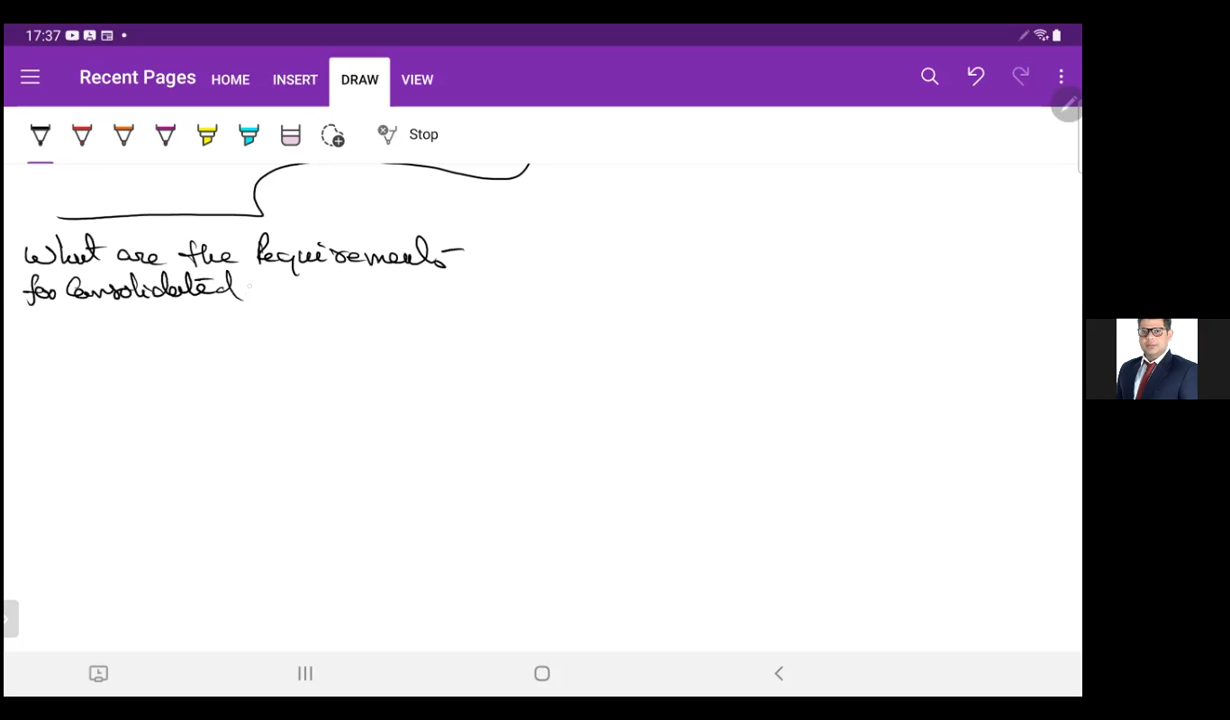 17:37
Recent Pages HOME INSERT DRAW VIEW
Stop
What are the Requirements
for Consolidated